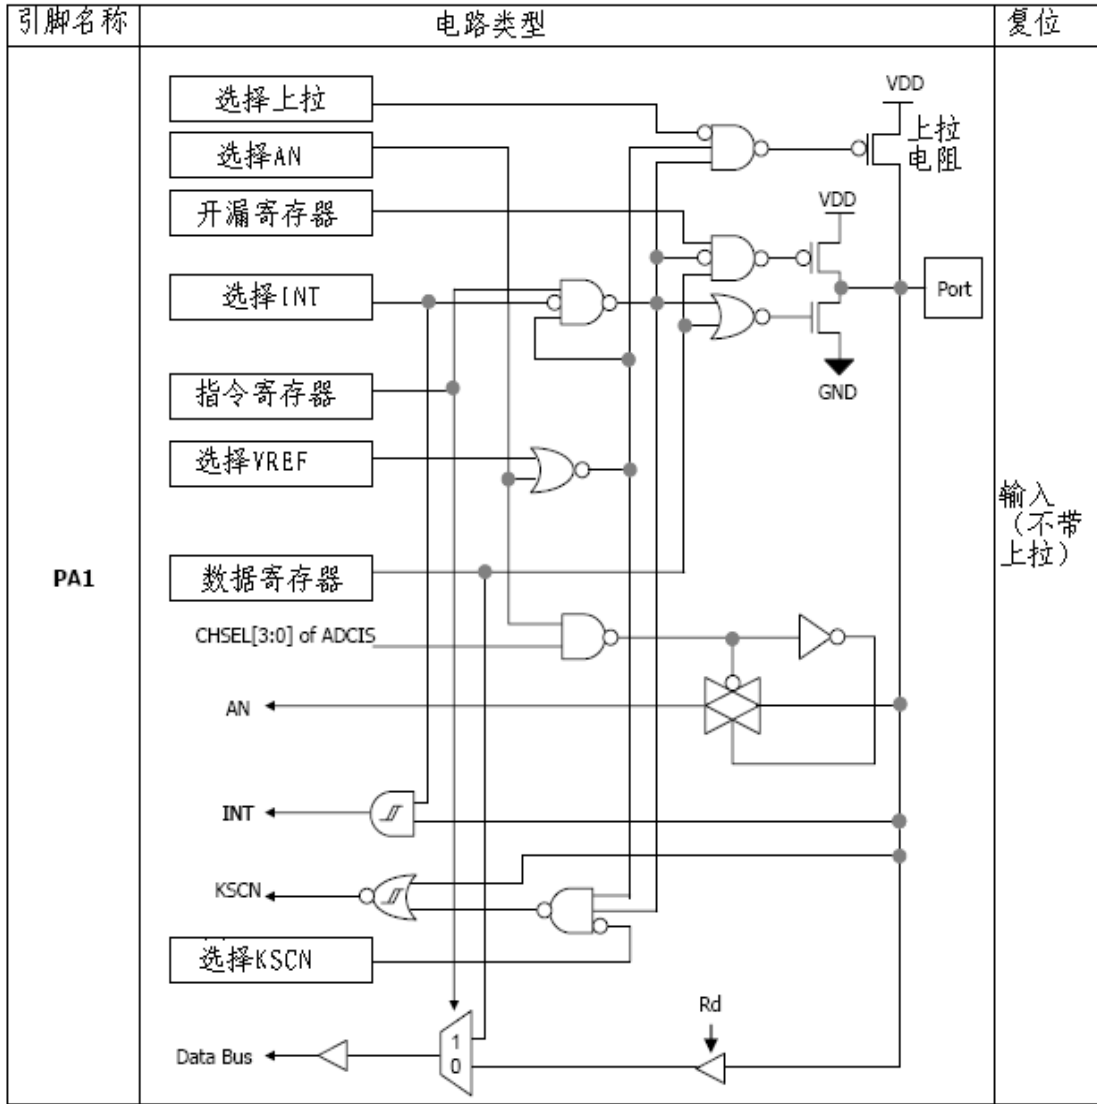 引脚名称
电路类型
复位
选择上拉
VDD
上拉
电阻
选择AN
开漏寄存器
VDD
选择INT
Port
指令寄存器
GND
选择VREF
输入
（不带
上拉）
PA1
数据寄存器
CHSEL[3:0] of ADCIS
AN
INT
KSCN
选择KSCN
Rd
1
0
Data Bus